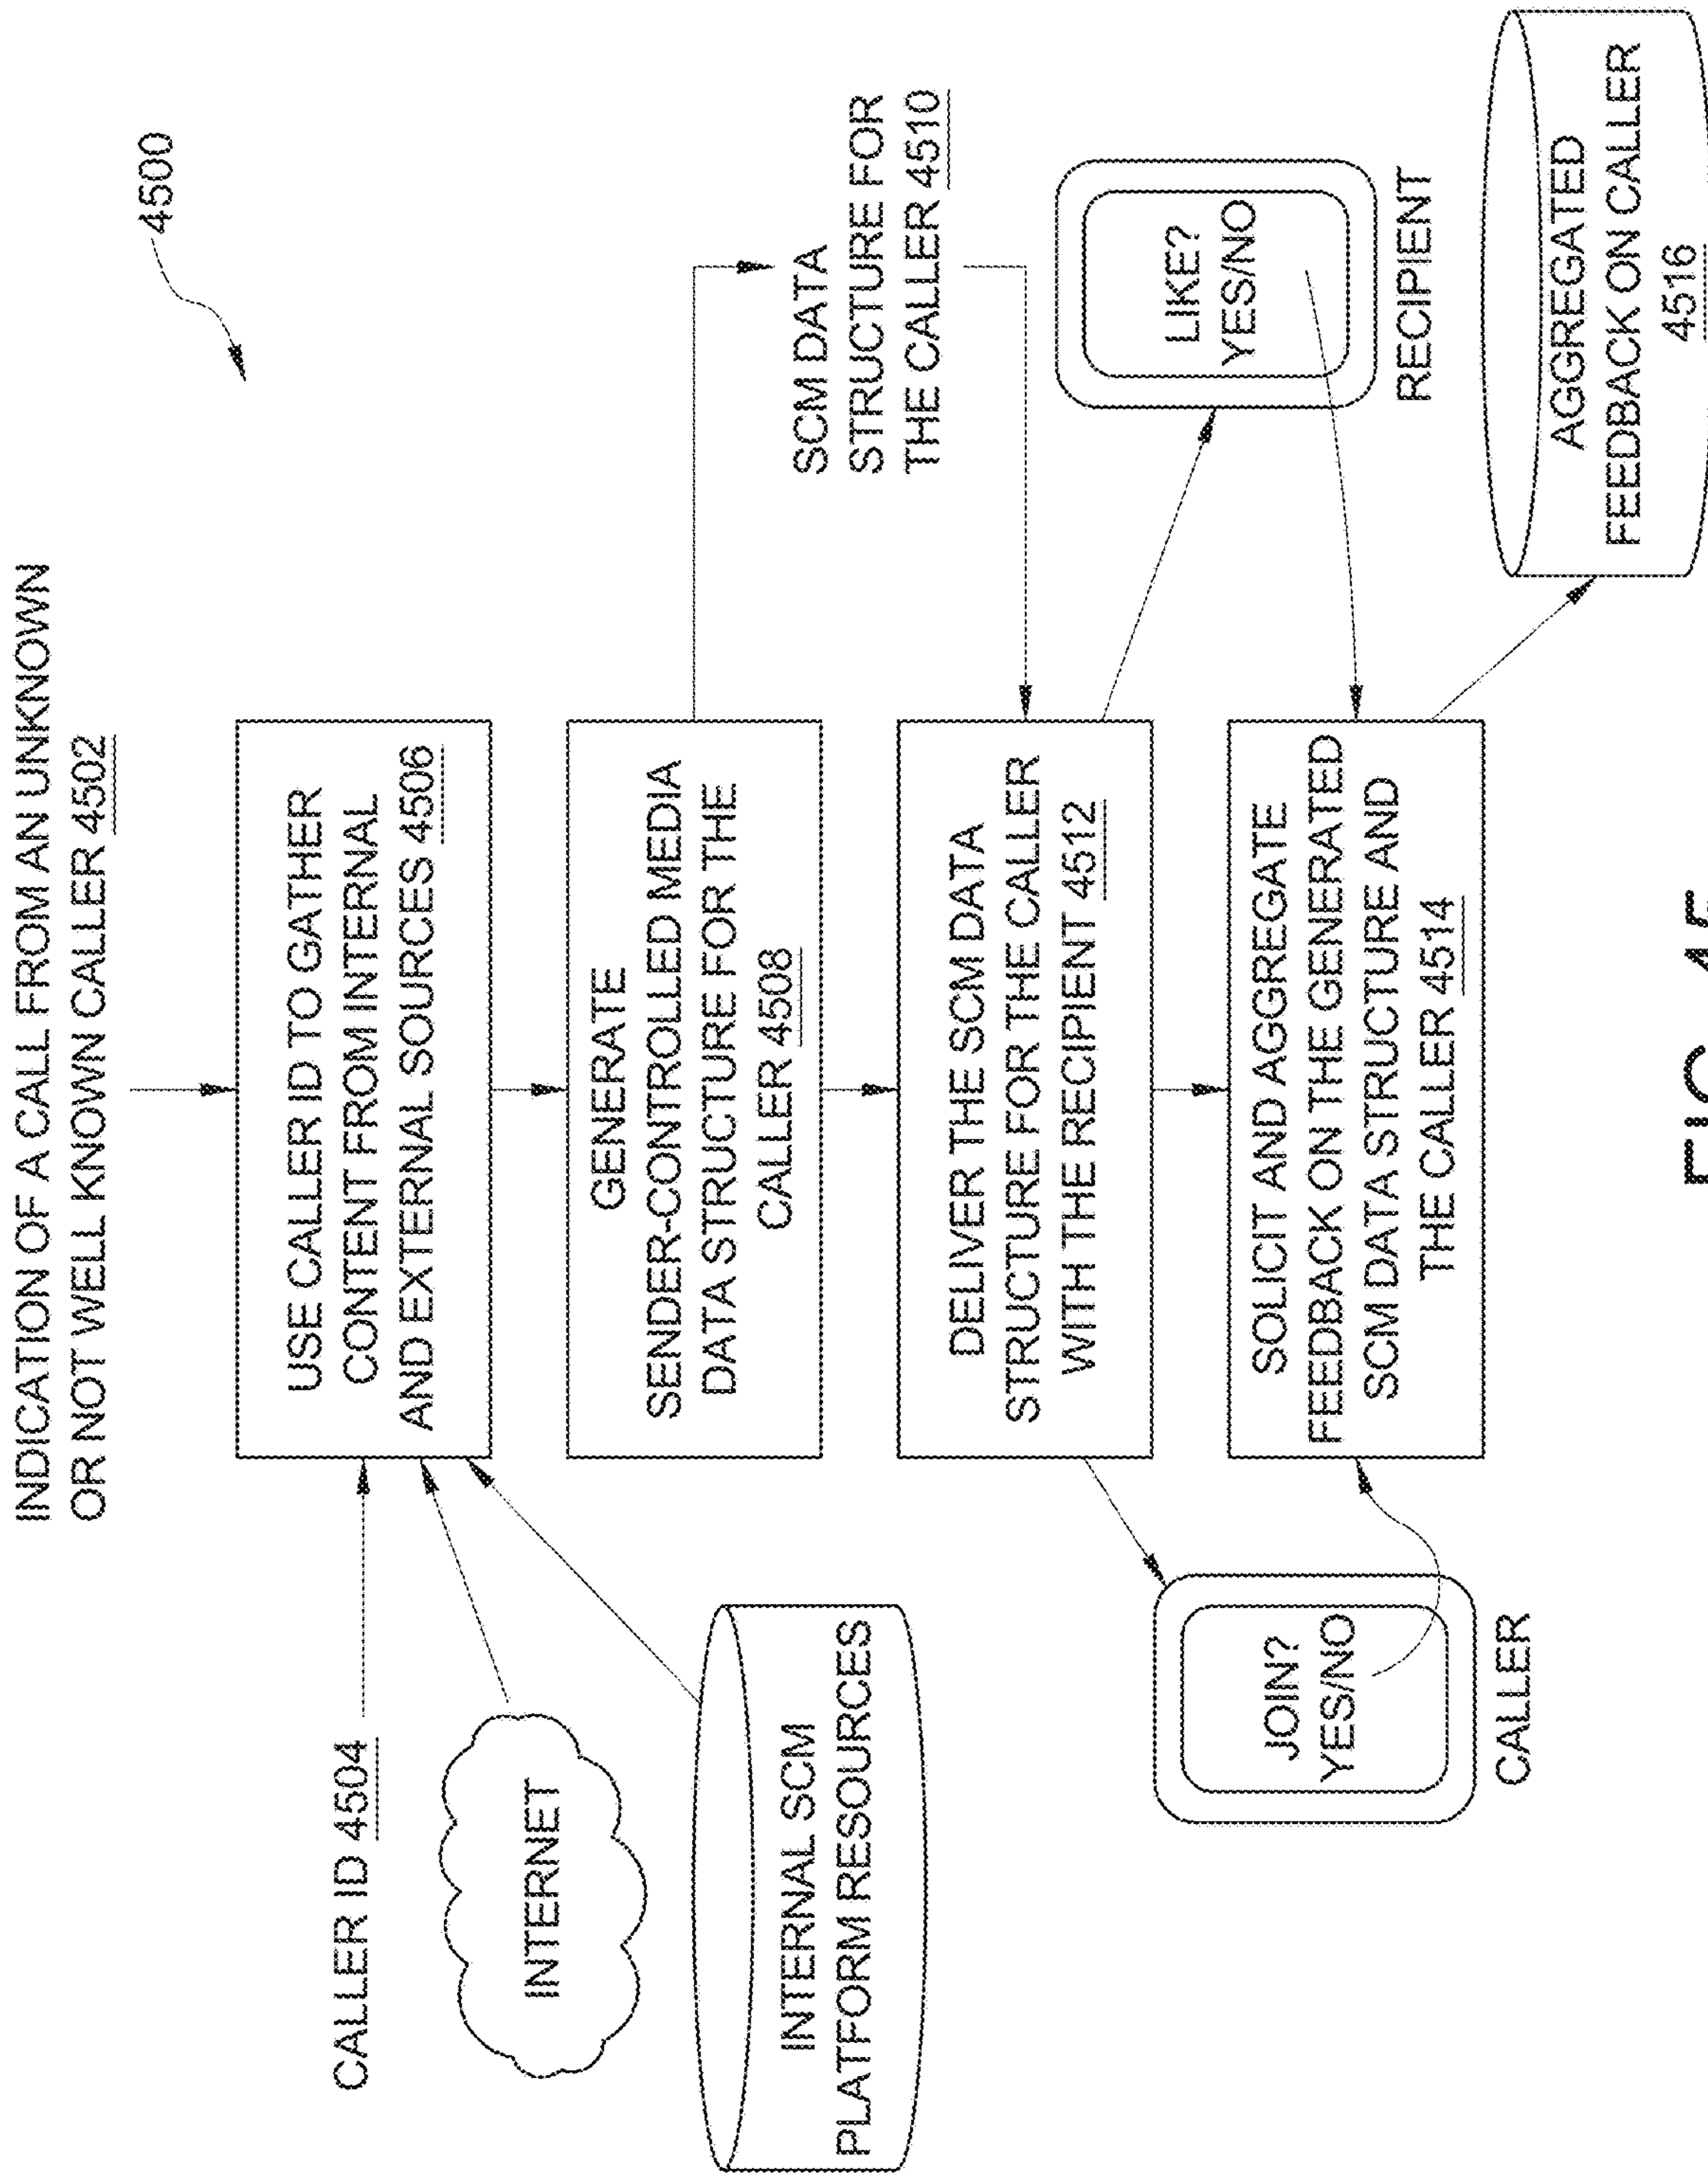 4500
INDICATION OF A CALL FROM AN UNKNOWN
OR NOT WELL KNOWN CALLER 4502
CALLER ID 4504
INTERNET
INTERNAL SCM
PLATFORM RESOURCES
USE CALLER ID TO GATHER
CONTENT FROM INTERNAL
AND EXTERNAL SOURCES 4506
GENERATE
SENDER-CONTROLLED MEDIA
DATA STRUCTURE FOR THE
CALLER 4508
SCM DATA
STRUCTURE FOR
THE CALLER 4510
DELIVER THE SCM DATA
STRUCTURE FOR THE CALLER
WITH THE RECIPIENT 4512
JOIN?
YES/NO
CALLER
LIKE?
YES/NO
RECIPIENT
SOLICIT AND AGGREGATE
FEEDBACK ON THE GENERATED
SCM DATA STRUCTURE AND
THE CALLER 4514
AGGREGATED
FEEDBACK ON CALLER
4516
FIG. 45